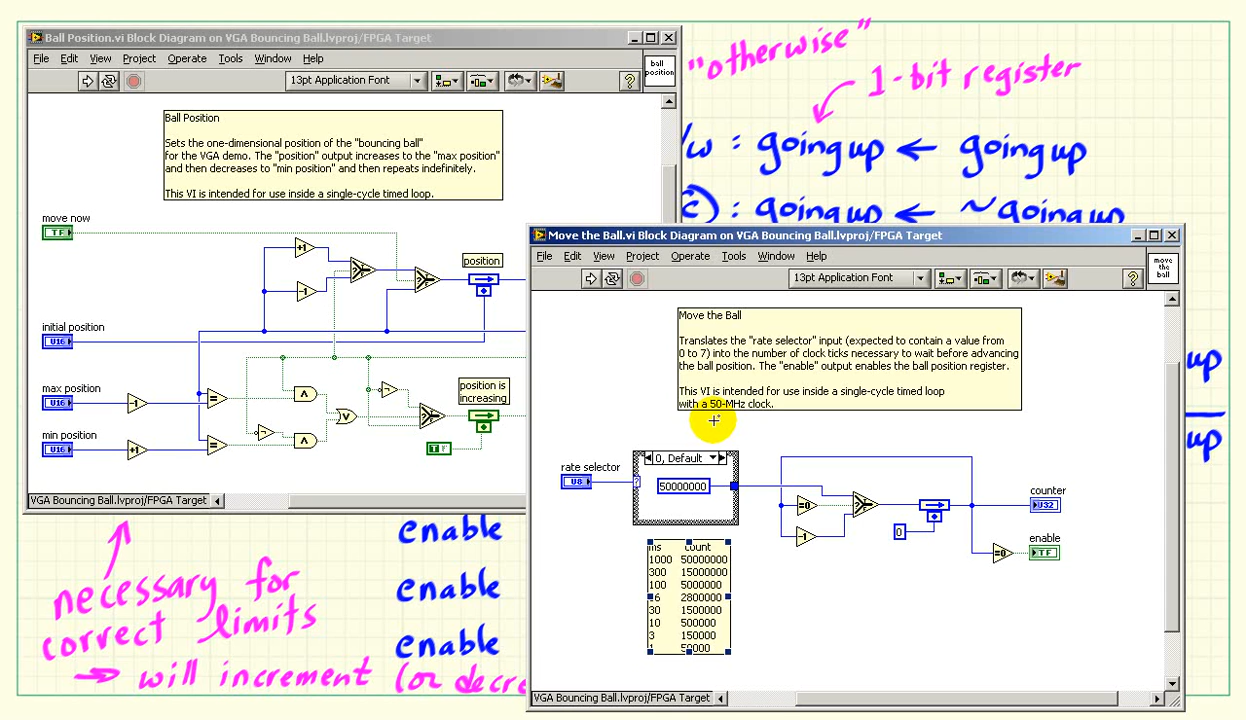 Ball Position.vi Block Diagram on VGA Bouncing Ball.lvproj/FPGA Target
File Edit View Project Operate Tools Window Help
ball
position
13pt Application Font
?
Ball Position
Sets the one-dimensional position of the "bouncing ball"
for the VGA demo. The "position" output increases to the "max position"
and then decreases to "min position" and then repeats indefinitely.
This VI is intended for use inside a single-cycle timed loop.
move now
TF
+1
-1
?
?
position
initial position
U16
max position
U16
-1
=
∧
¬
position is
increasing
∨
?
min position
U16
+1
=
¬
∧
T F
VGA Bouncing Ball.lvproj/FPGA Target
"otherwise"
1-bit register
/w : going up ← going up
c) : going up ← ~going up
up
up
Move the Ball.vi Block Diagram on VGA Bouncing Ball.lvproj/FPGA Target
File Edit View Project Operate Tools Window Help
move
the
ball
13pt Application Font
?
Move the Ball
Translates the "rate selector" input (expected to contain a value from
0 to 7) into the number of clock ticks necessary to wait before advancing
the ball position. The "enable" output enables the ball position register.
This VI is intended for use inside a single-cycle timed loop
with a 50-MHz clock.
rate selector
U8
?
0, Default
50000000
=0
-1
?
0
counter
U32
enable
=0
TF
ms count
1000 50000000
300 15000000
100 5000000
6 2800000
30 1500000
10 500000
3 150000
1 50000
VGA Bouncing Ball.lvproj/FPGA Target
enable
enable
enable
necessary for
correct limits
→ will increment (or decre